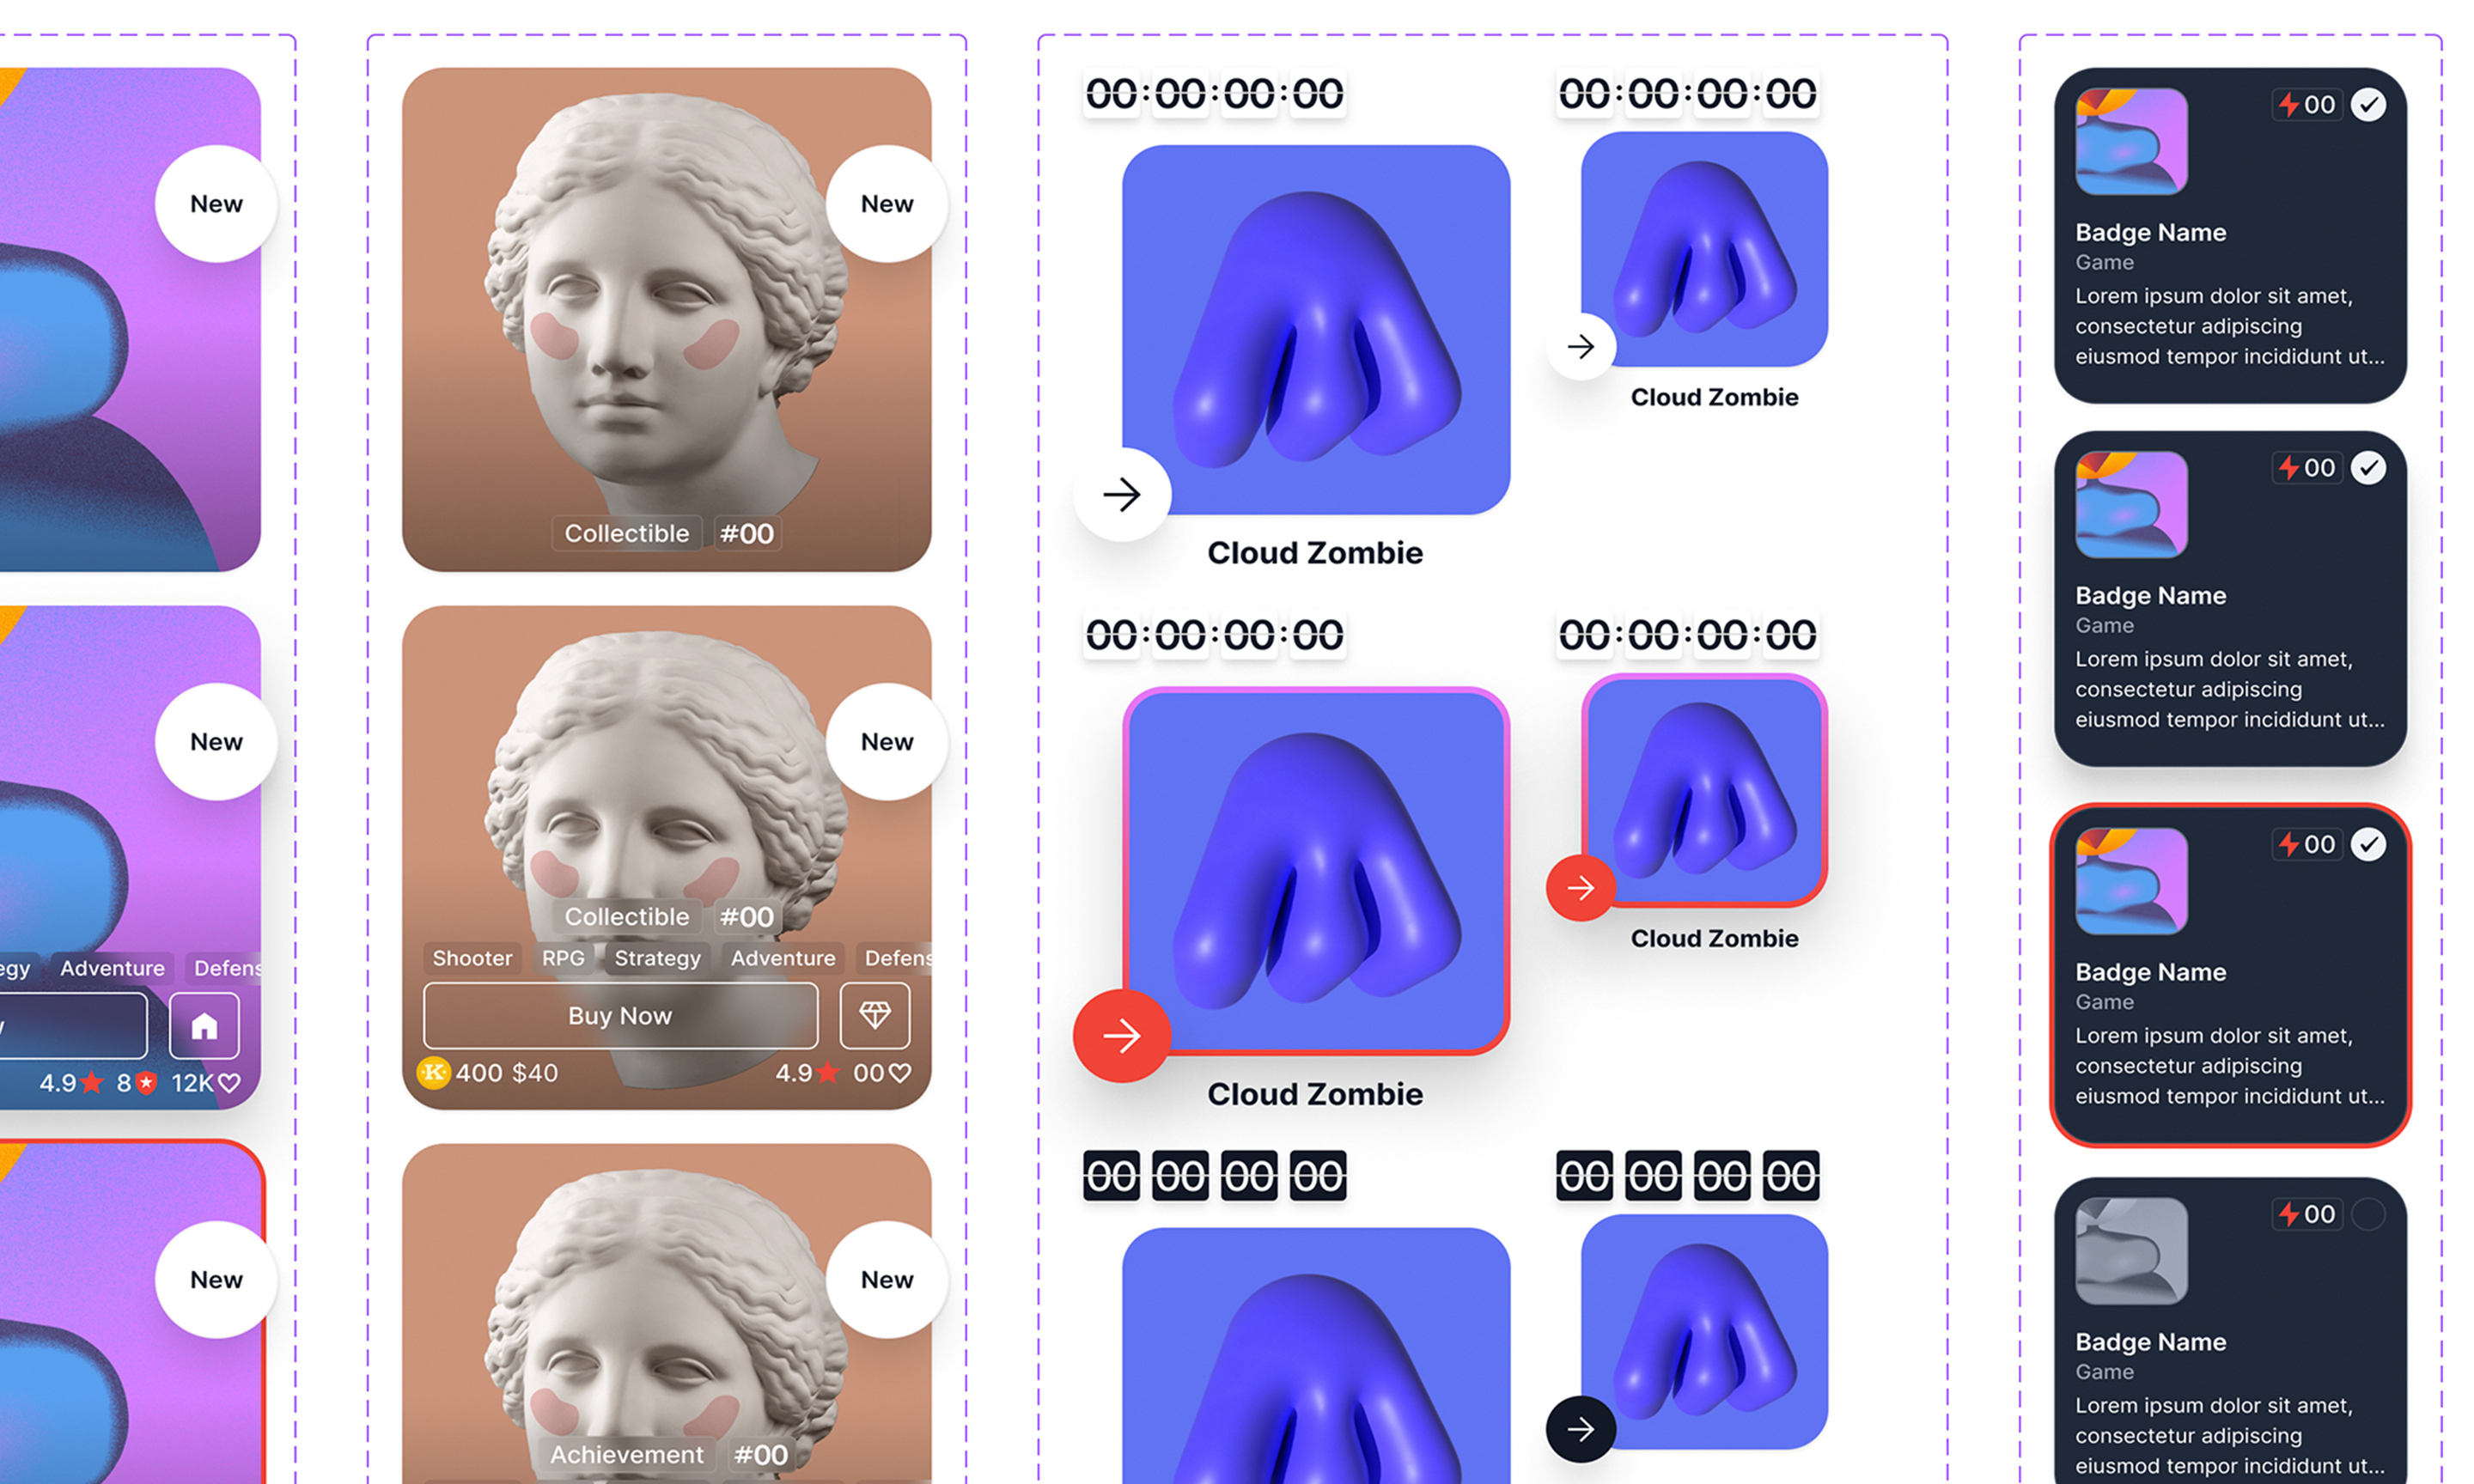 New
New
egy Adventure Defens
4.9 8 12K
New
New
Collectible #00
New
Collectible #00
Shooter RPG Strategy Adventure Defens
Buy Now
K 400 $40 4.9 00
New
Achievement #00
00:00:00:00
Cloud Zombie
00:00:00:00
Cloud Zombie
00:00:00:00
Cloud Zombie
00:00:00:00
Cloud Zombie
00 00 00 00
00 00 00 00
00
Badge Name
Game
Lorem ipsum dolor sit amet,
consectetur adipiscing
eiusmod tempor incididunt ut...
00
Badge Name
Game
Lorem ipsum dolor sit amet,
consectetur adipiscing
eiusmod tempor incididunt ut...
00
Badge Name
Game
Lorem ipsum dolor sit amet,
consectetur adipiscing
eiusmod tempor incididunt ut...
00
Badge Name
Game
Lorem ipsum dolor sit amet,
consectetur adipiscing
eiusmod tempor incididunt ut...